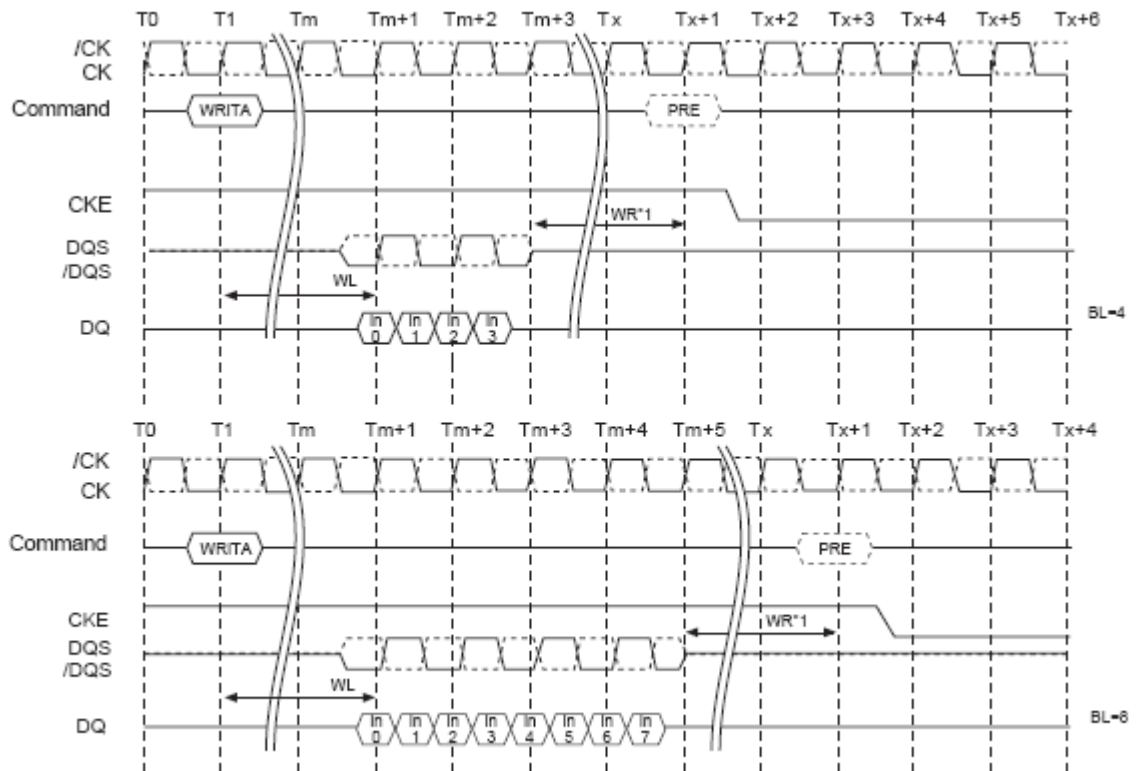 T0 T1 Tm Tm+1 Tm+2 Tm+3 Tx Tx+1 Tx+2 Tx+3 Tx+4 Tx+5 Tx+6
/CK
CK
Command WRITA PRE
CKE
WR*1
DQS
/DQS
WL
DQ In 0 In 1 In 2 In 3
BL=4
T0 T1 Tm Tm+1 Tm+2 Tm+3 Tm+4 Tm+5 Tx Tx+1 Tx+2 Tx+3 Tx+4
/CK
CK
Command WRITA PRE
CKE
WR*1
DQS
/DQS
WL
DQ In 0 In 1 In 2 In 3 In 4 In 5 In 6 In 7
BL=8